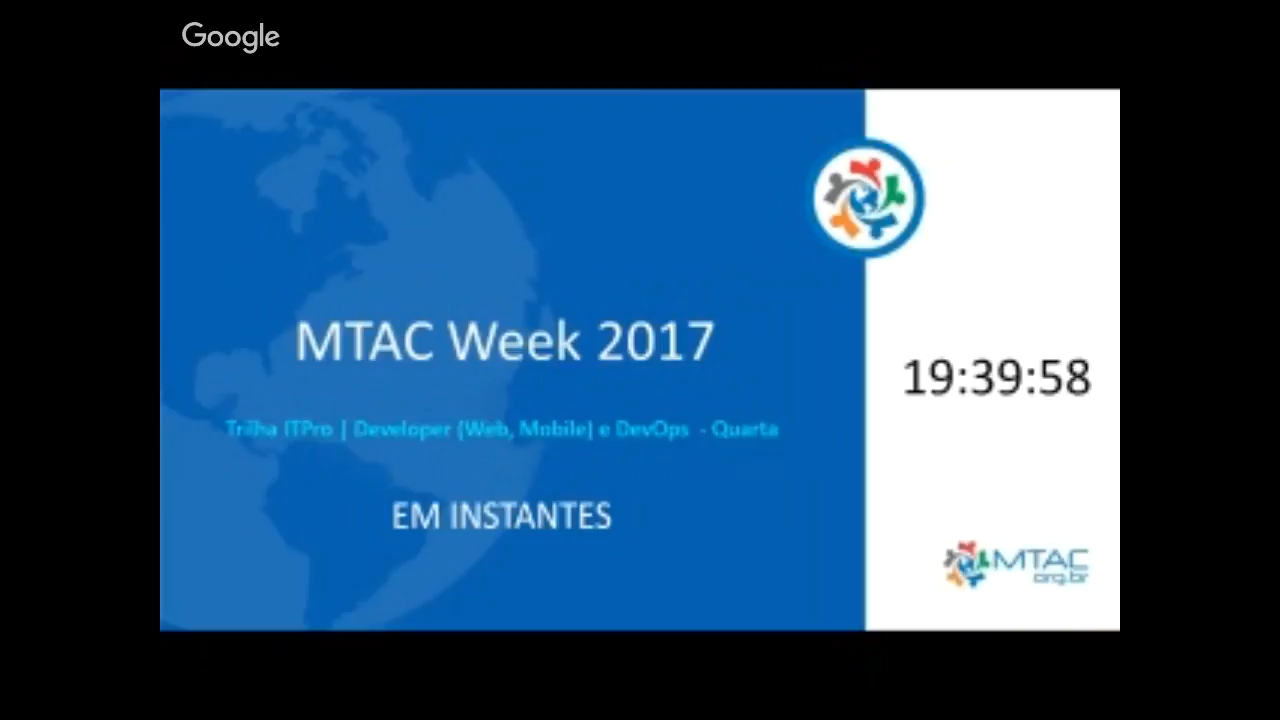 Google
MTAC Week 2017
19:39:58
Trilha ITPro | Developer (Web, Mobile) e DevOps - Quarta
EM INSTANTES
MTAC
org.br